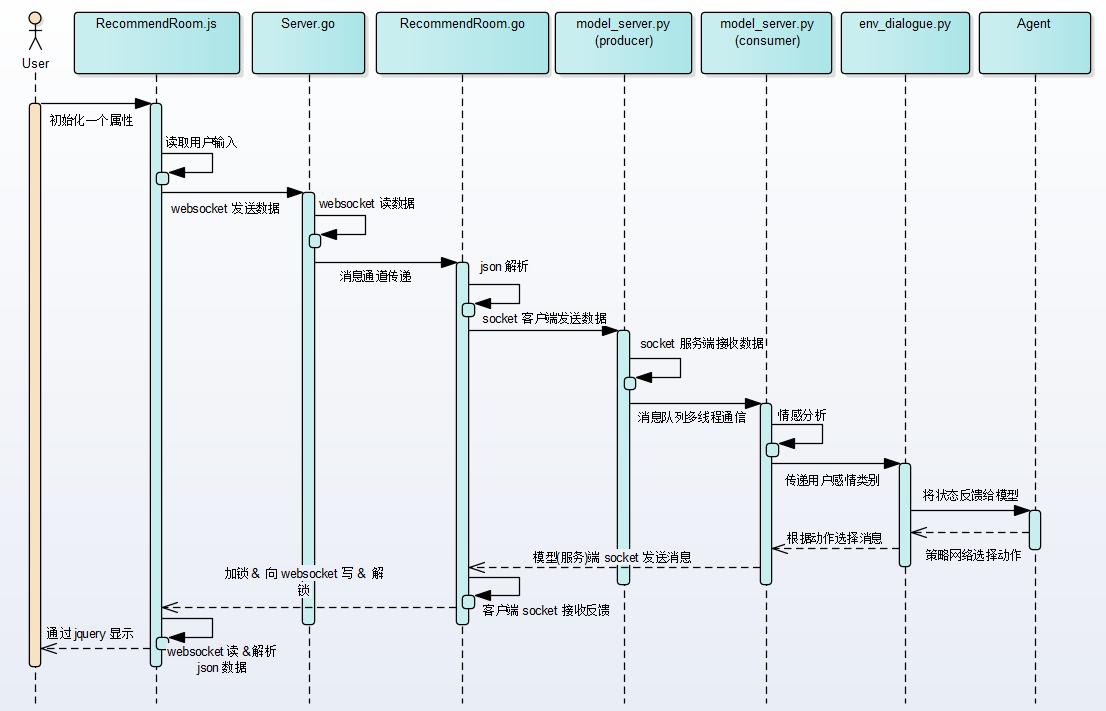 RecommendRoom.js
Server.go
RecommendRoom.go
model_server.py
(producer)
model_server.py
(consumer)
env_dialogue.py
Agent
User
初始化一个属性
读取用户输入
websocket 发送数据
websocket 读数据
消息通道传递
json 解析
socket 客户端发送数据
socket 服务端接收数据
消息队列多线程通信
情感分析
传递用户感情类别
将状态反馈给模型
策略网络选择动作
根据动作选择消息
模型(服务)端 socket 发送消息
客户端 socket 接收反馈
加锁 & 向 websocket 写 & 解
锁
websocket 读 &解析
json 数据
通过 jquery 显示